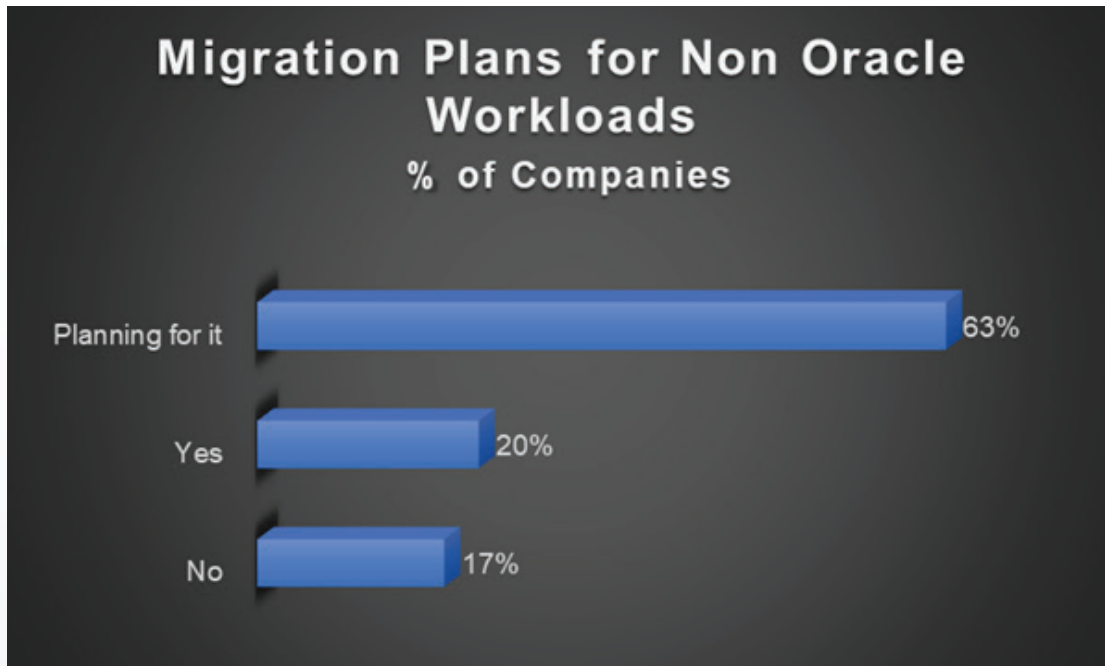 Migration Plans for Non Oracle
Workloads
% of Companies
Planning for it
63%
Yes
20%
No
17%